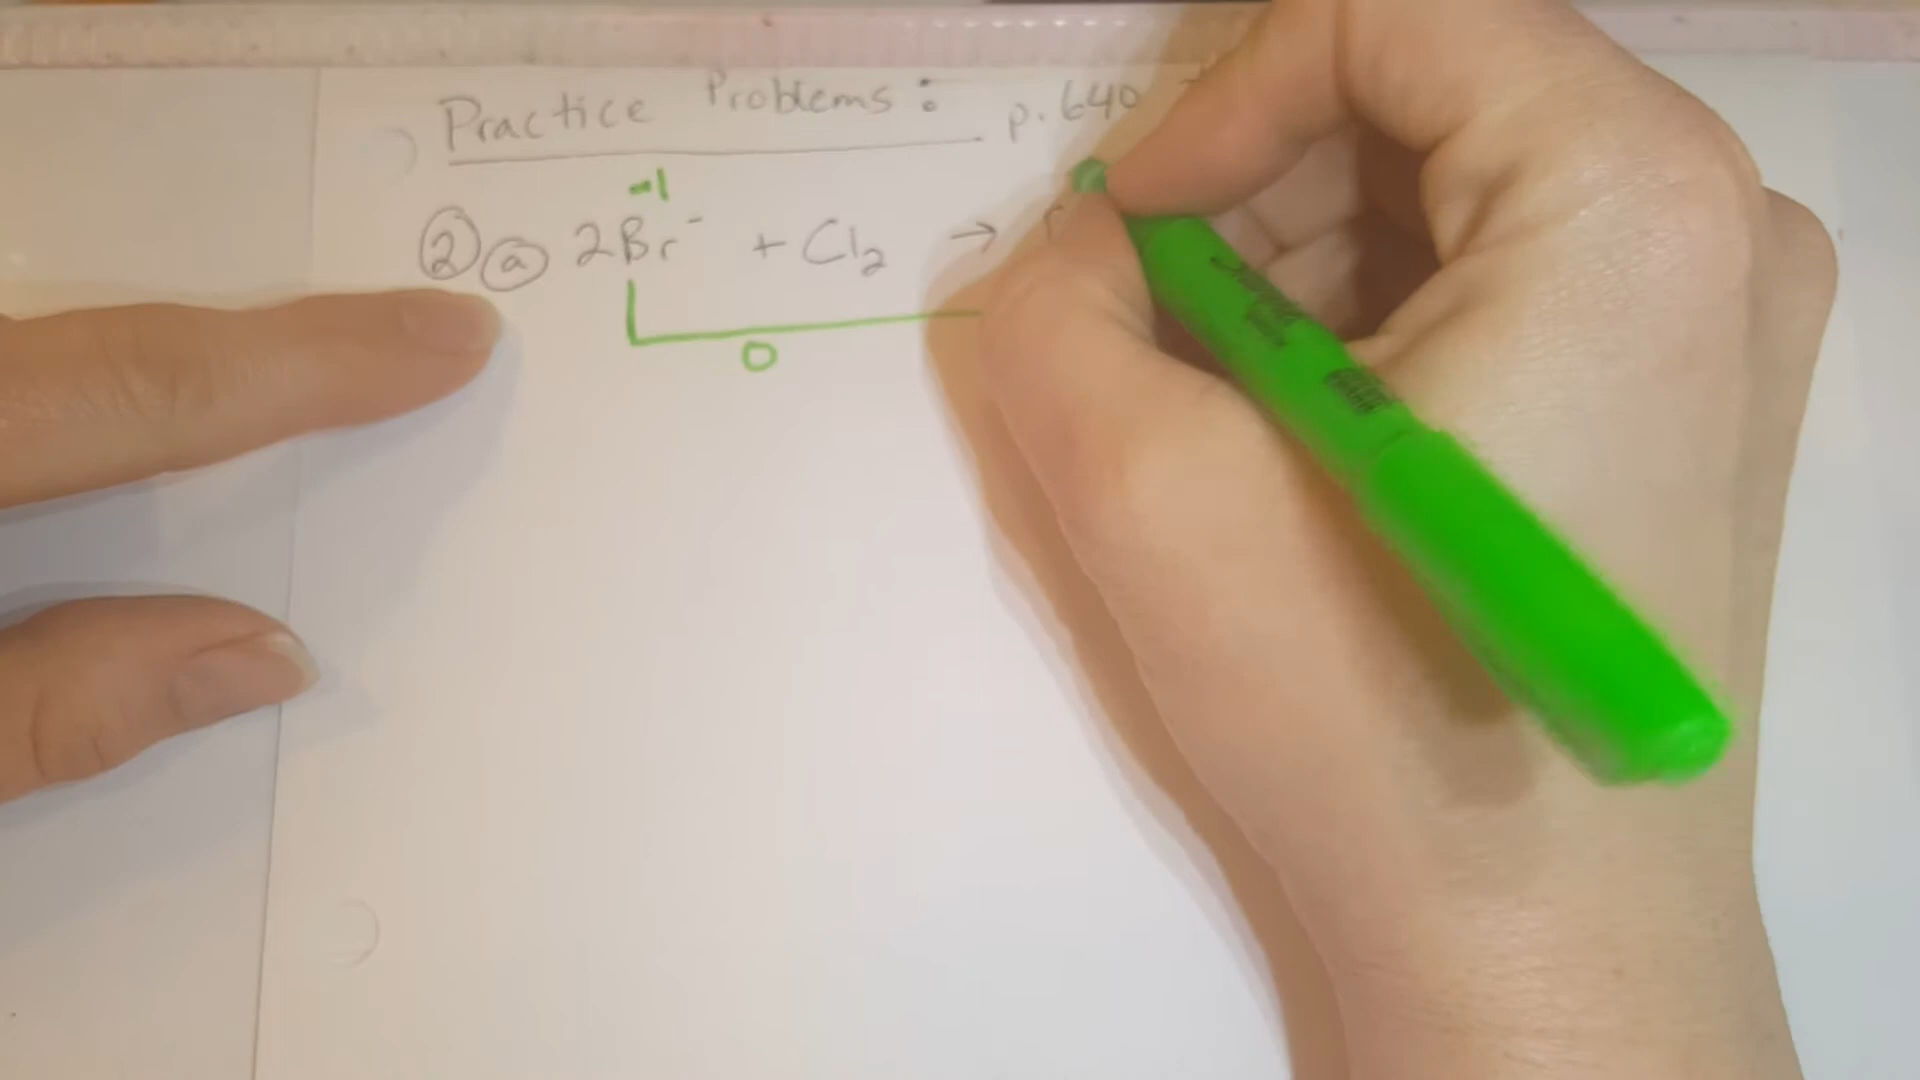 Practice Problems: p. 640
-1
② ⓐ 2Br⁻ + Cl₂ →
0